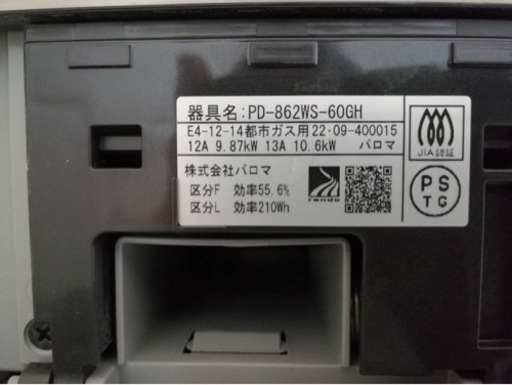 器具名:PD-862WS-60GH
E4-12-14都市ガス用22・09-400015
12A 9.87kW 13A 10.6kW パロマ
株式会社パロマ
区分F 効率55.6%
区分L 効率210Wh
JIA認証
PS
TG